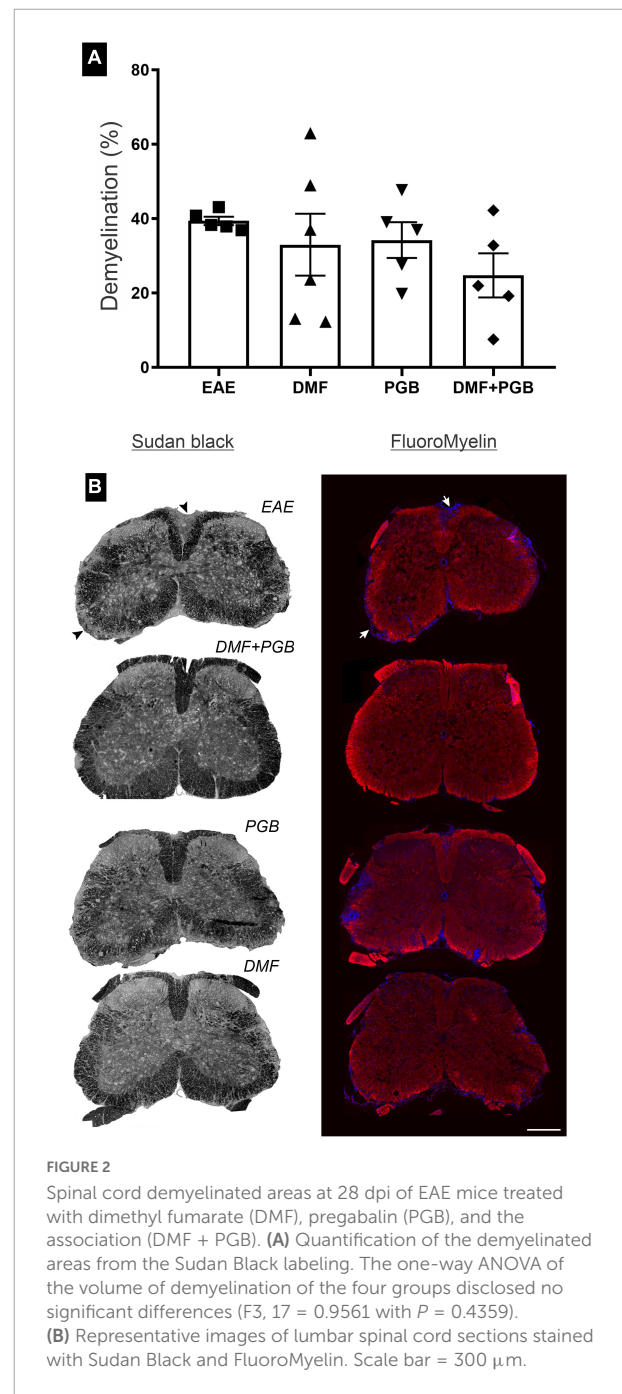 A
80
60
40
20
0
Demyelination (%)
EAE DMF PGB DMF+PGB
Sudan black FluoroMyelin
B
EAE
DMF+PGB
PGB
DMF
FIGURE 2
Spinal cord demyelinated areas at 28 dpi of EAE mice treated
with dimethyl fumarate (DMF), pregabalin (PGB), and the
association (DMF + PGB). (A) Quantification of the demyelinated
areas from the Sudan Black labeling. The one-way ANOVA of
the volume of demyelination of the four groups disclosed no
significant differences (F3, 17 = 0.9561 with P = 0.4359).
(B) Representative images of lumbar spinal cord sections stained
with Sudan Black and FluoroMyelin. Scale bar = 300 μm.